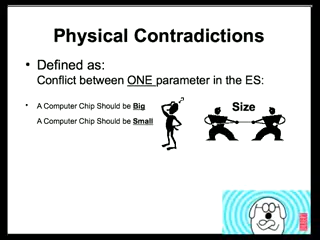 Physical Contradictions
• Defined as:
Conflict between ONE parameter in the ES:
• A Computer Chip Should be Big
A Computer Chip Should be Small
?
Size